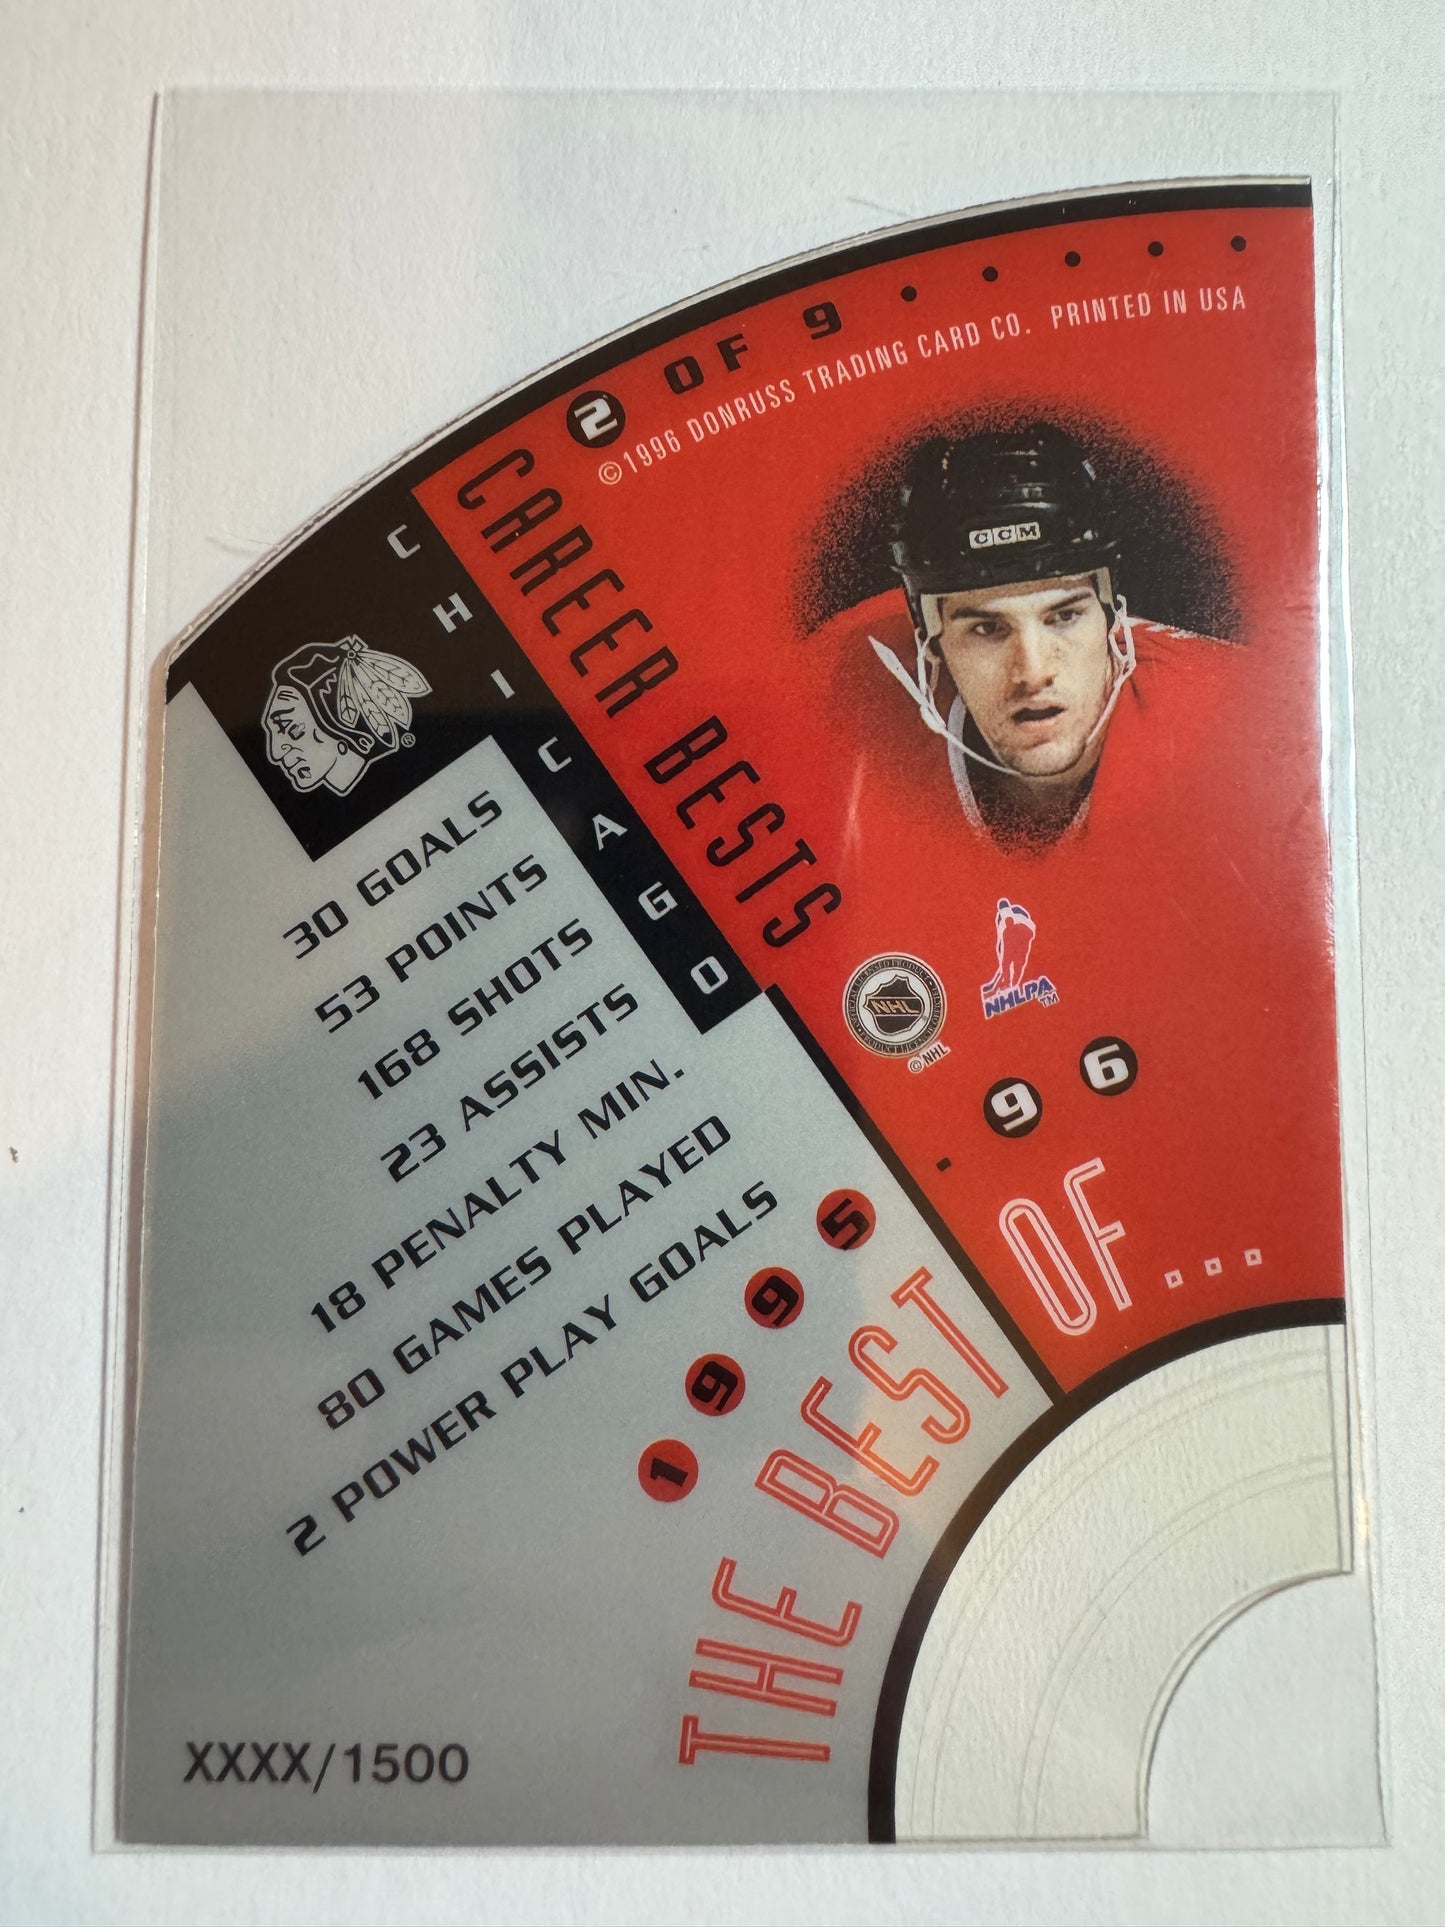 2 OF 9 . . . . .
©1996 DONRUSS TRADING CARD CO. PRINTED IN USA
CAREER BESTS
CHICAGO
CCM
®
30 GOALS
53 POINTS
168 SHOTS
23 ASSISTS
18 PENALTY MIN.
80 GAMES PLAYED
2 POWER PLAY GOALS
NHL
© NHL
NHLPA
TM
1995 · 96
THE BEST OF...
XXXX/1500